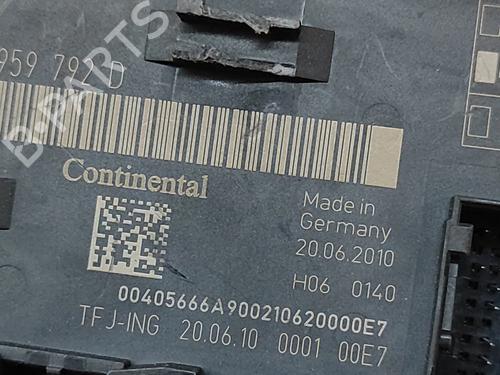 959 792 D
B-PARTS
Continental
Made in
Germany
20.06.2010
H06 0140
00405666A900210620000E7
TFJ-ING 20.06.10 0001 00E7